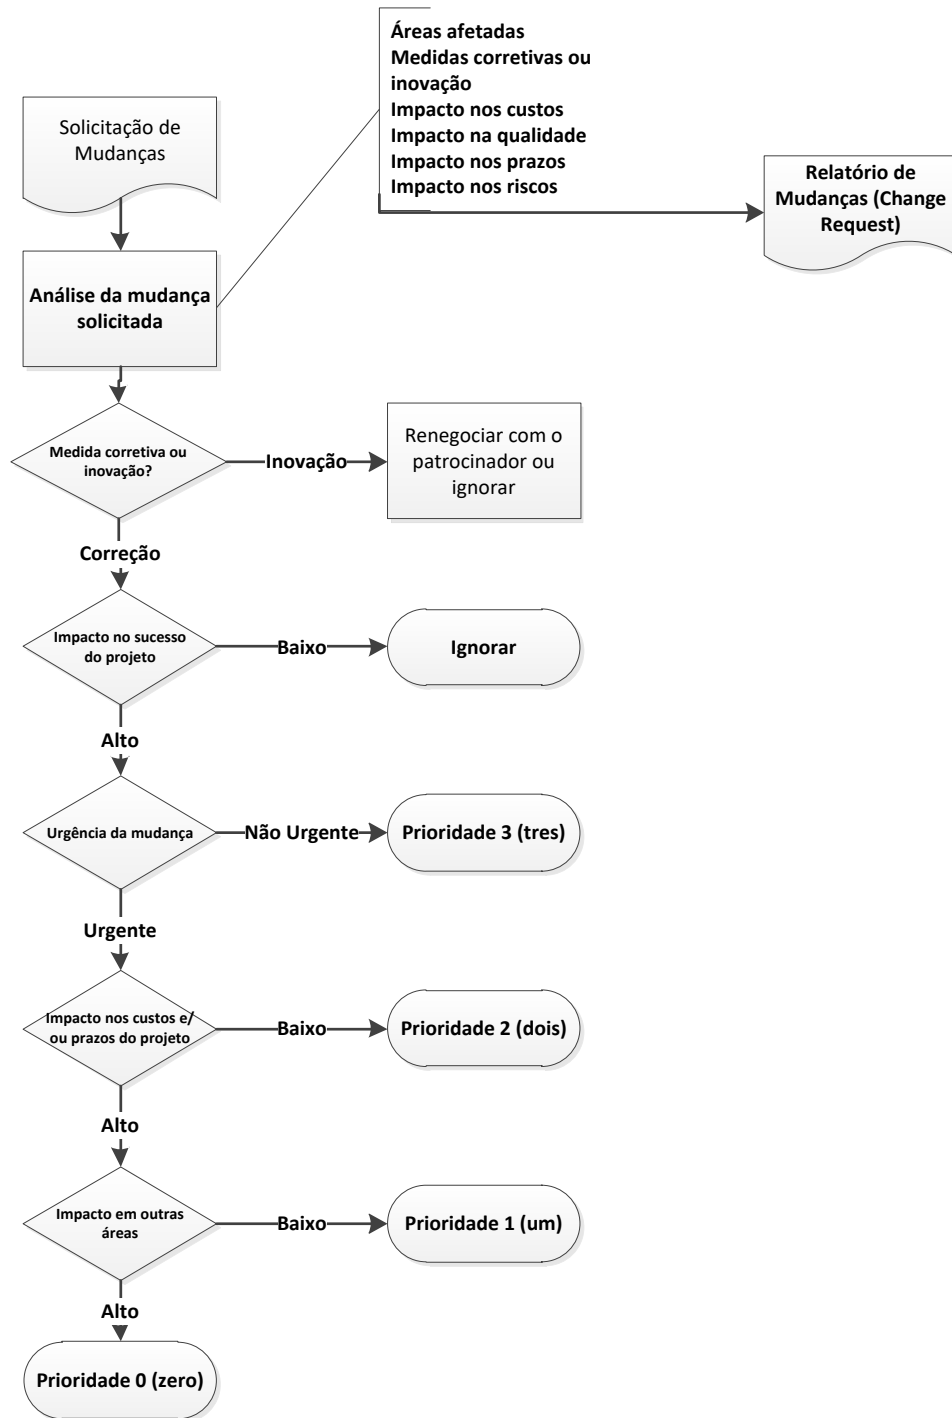 Áreas afetadas
Medidas corretivas ou
inovação
Impacto nos custos
Impacto na qualidade
Impacto nos prazos
Impacto nos riscos
Solicitação de
Mudanças
Relatório de
Mudanças (Change
Request)
Análise da mudança
solicitada
Medida corretiva ou
inovação?
Inovação
Renegociar com o
patrocinador ou
ignorar
Correção
Impacto no sucesso
do projeto
Baixo
Ignorar
Alto
Urgência da mudança
Não Urgente
Prioridade 3 (tres)
Urgente
Impacto nos custos e/
ou prazos do projeto
Baixo
Prioridade 2 (dois)
Alto
Impacto em outras
áreas
Baixo
Prioridade 1 (um)
Alto
Prioridade 0 (zero)